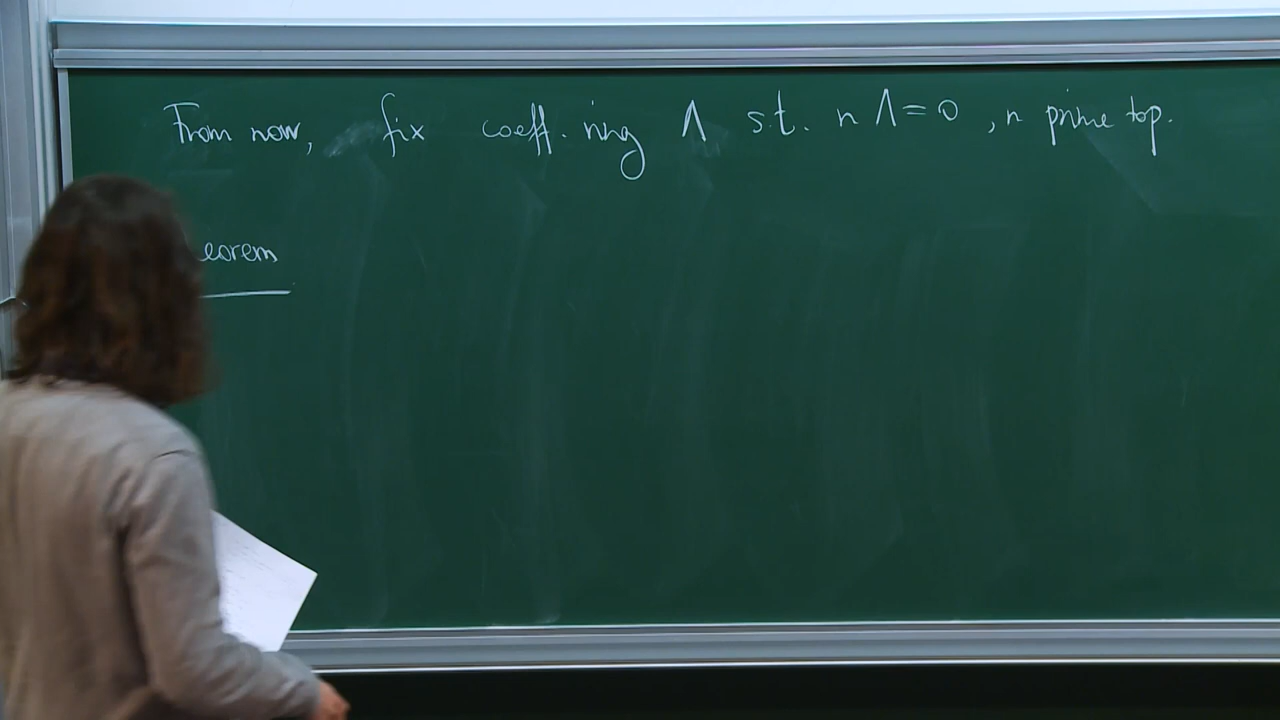 From now, fix coeff. ring Λ s.t. n Λ = 0, n prime to p.
eorem